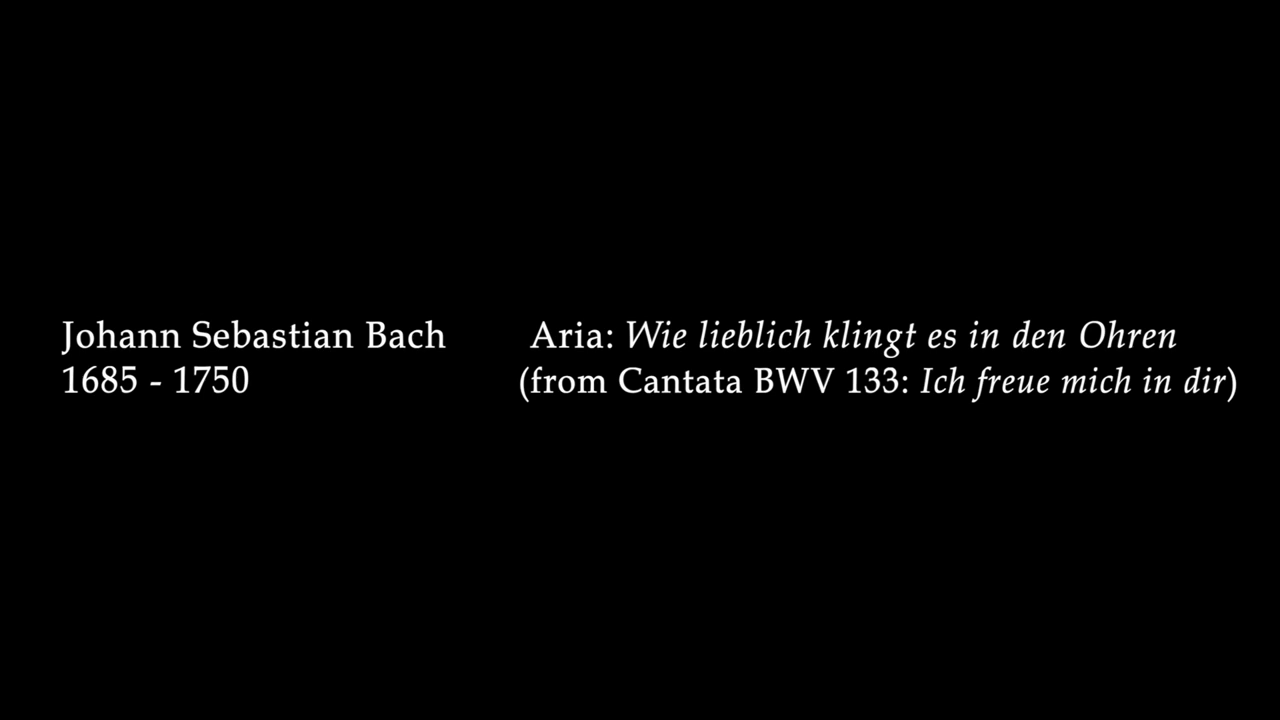 Johann Sebastian Bach
1685 - 1750
Aria: Wie lieblich klingt es in den Ohren
(from Cantata BWV 133: Ich freue mich in dir)